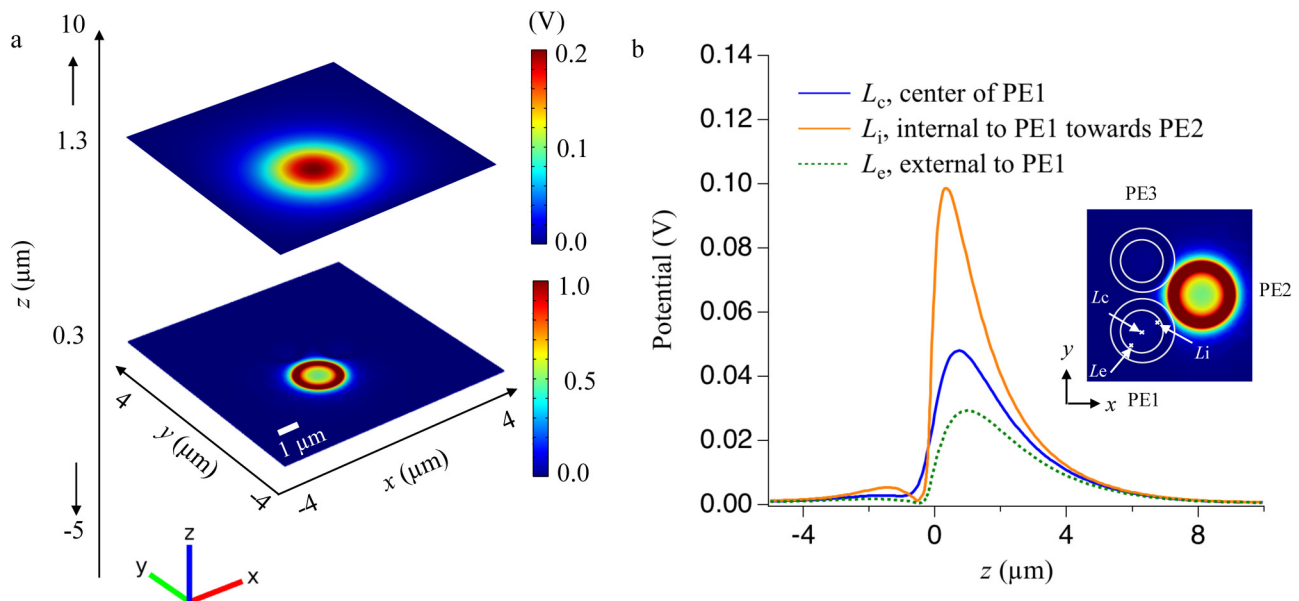 a
10
1.3
z (μm)
0.3
-5
(V)
0.2
0.1
0.0
1.0
0.5
0.0
1 μm
4
y (μm)
-4
-4
x (μm)
4
z
y
x
b
Potential (V)
0.14
0.12
0.10
0.08
0.06
0.04
0.02
0.00
Lc, center of PE1
Li, internal to PE1 towards PE2
Le, external to PE1
PE3
PE2
Lc
Li
Le
y
x
PE1
-4
0
4
8
z (μm)